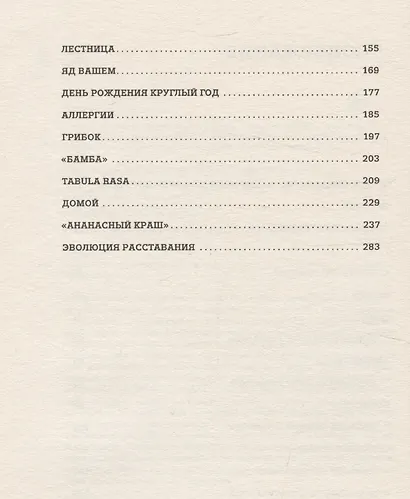 ЛЕСТНИЦА 155
ЯД ВАШЕМ 169
ДЕНЬ РОЖДЕНИЯ КРУГЛЫЙ ГОД 177
АЛЛЕРГИИ 185
ГРИБОК 197
«БАМБА» 203
TABULA RASA 209
ДОМОЙ 229
«АНАНАСНЫЙ КРАШ» 237
ЭВОЛЮЦИЯ РАССТАВАНИЯ 283